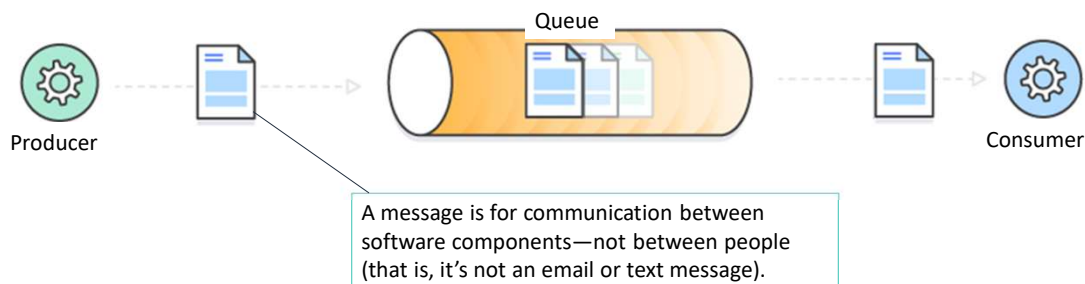 Queue
Producer
Consumer
A message is for communication between
software components—not between people
(that is, it’s not an email or text message).